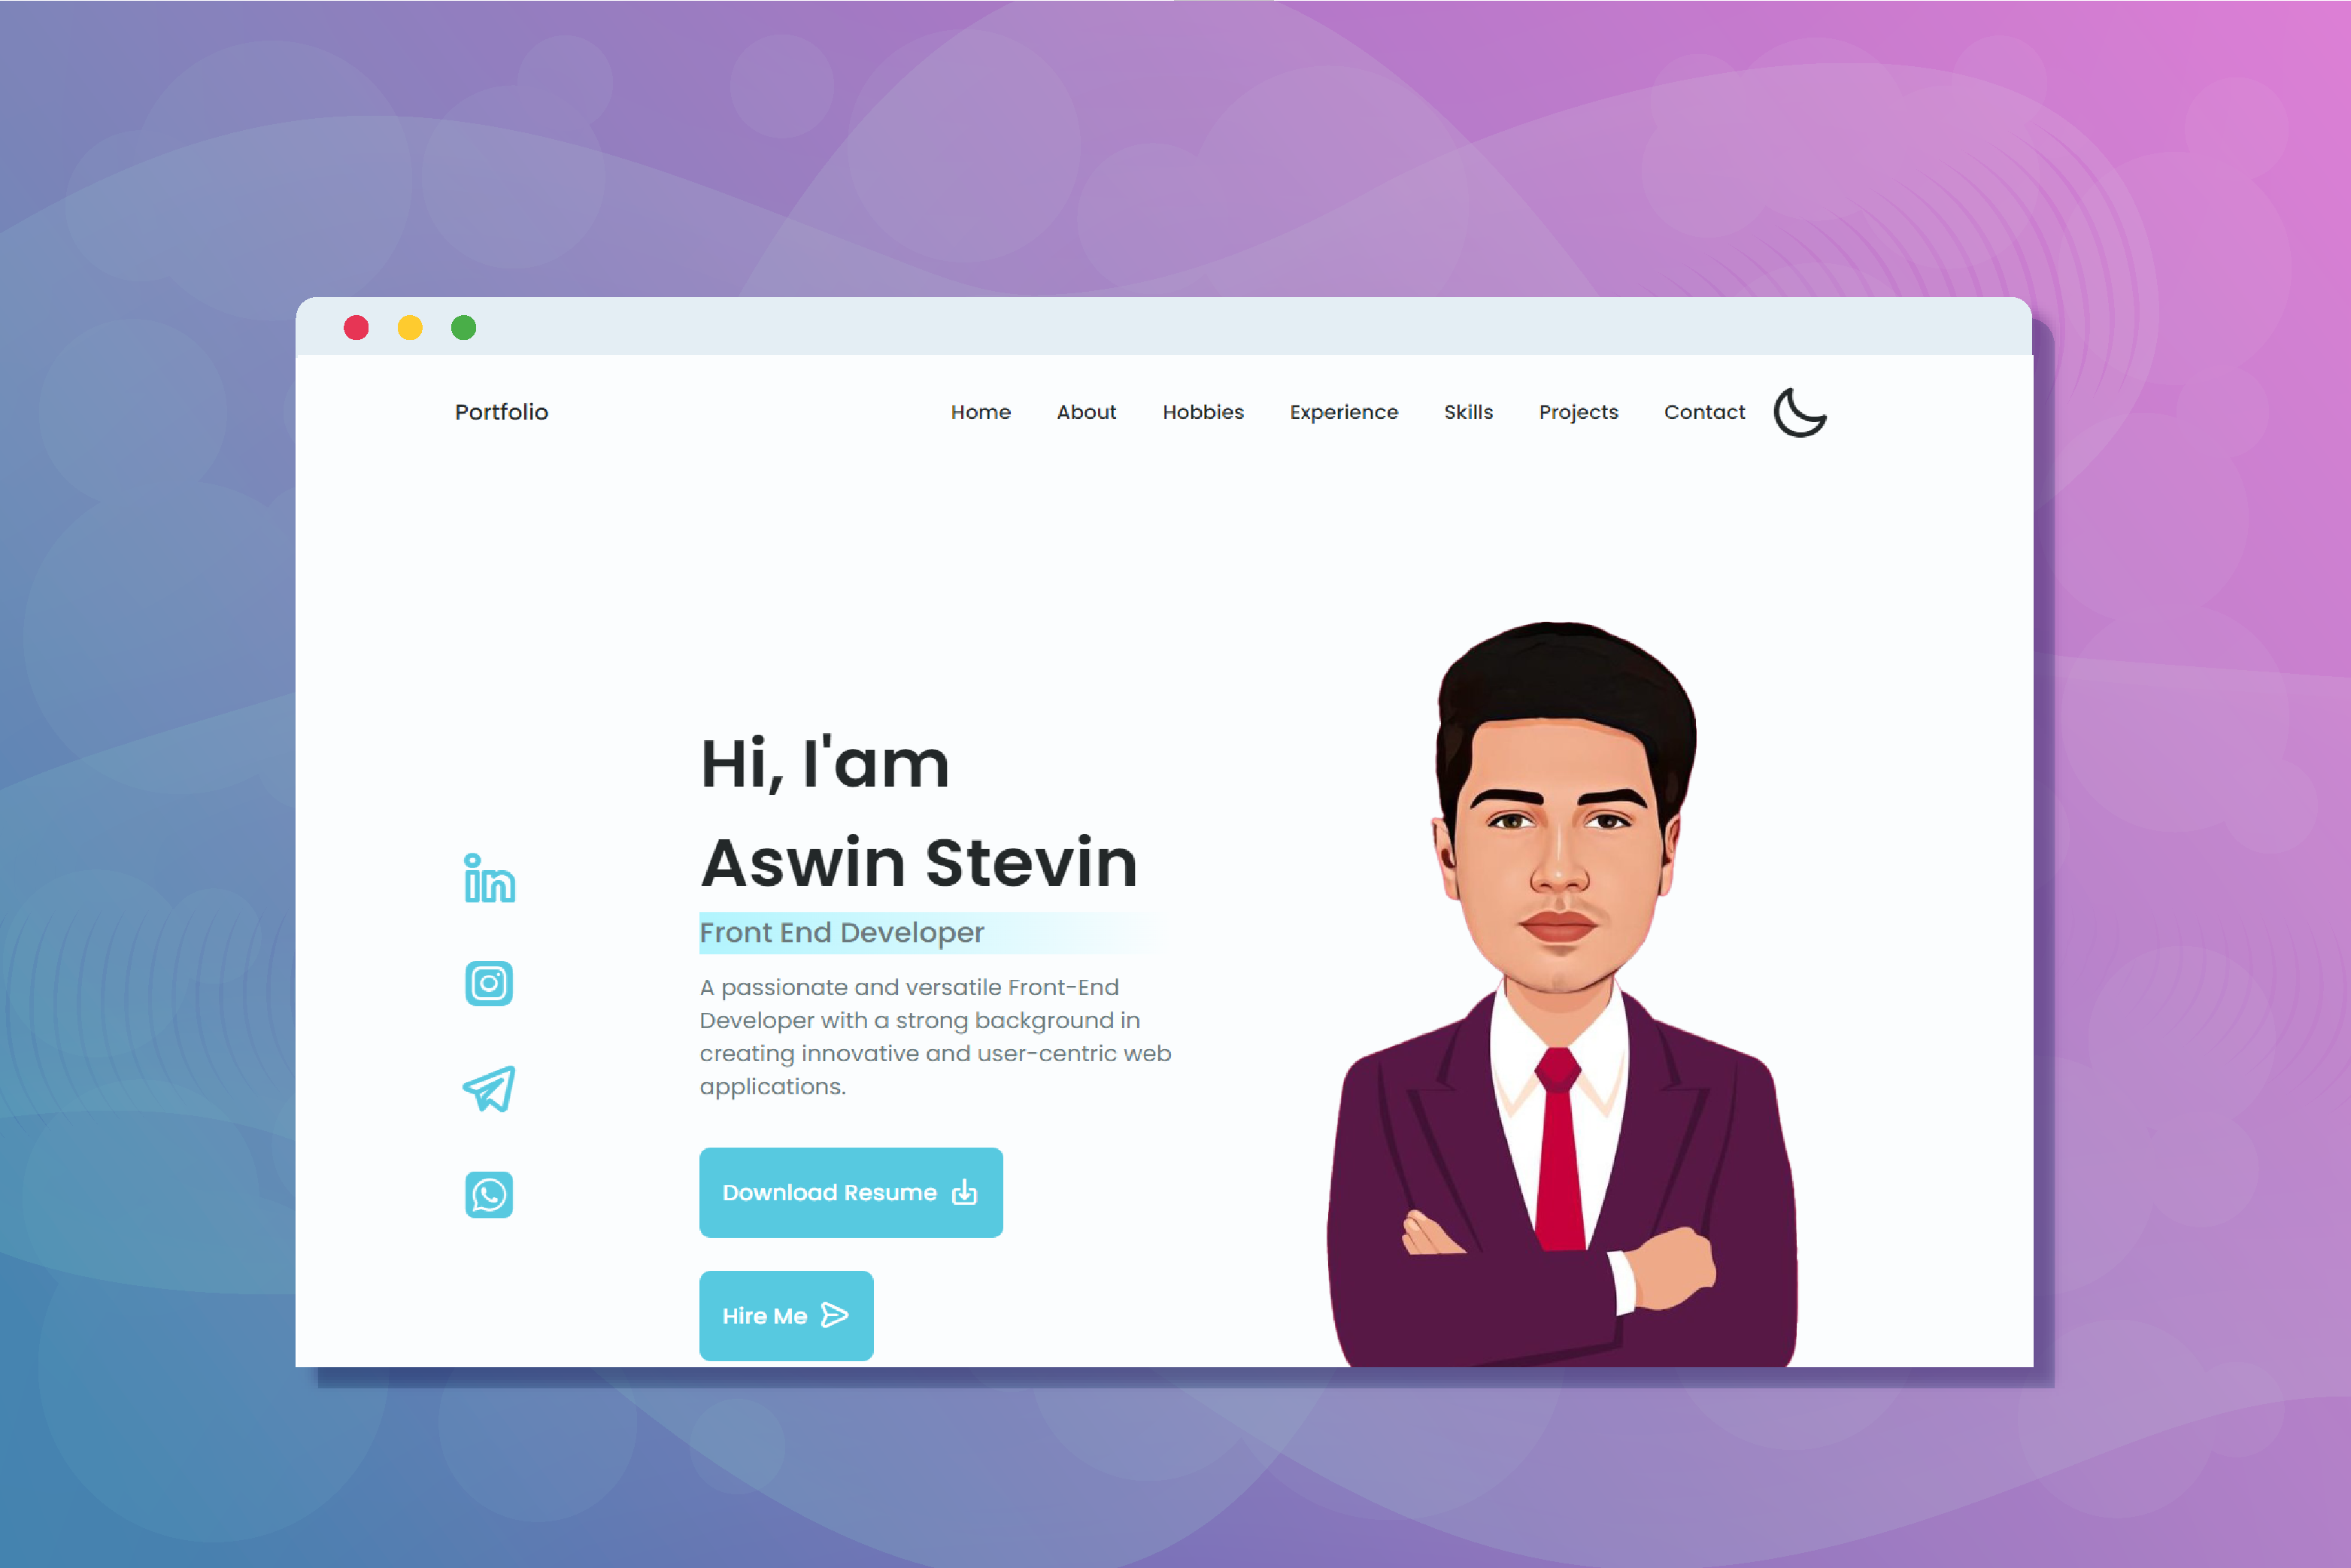 Portfolio Home About Hobbies Experience Skills Projects Contact
Hi, I'am
Aswin Stevin
Front End Developer
A passionate and versatile Front-End
Developer with a strong background in
creating innovative and user-centric web
applications.
Download Resume
Hire Me
in